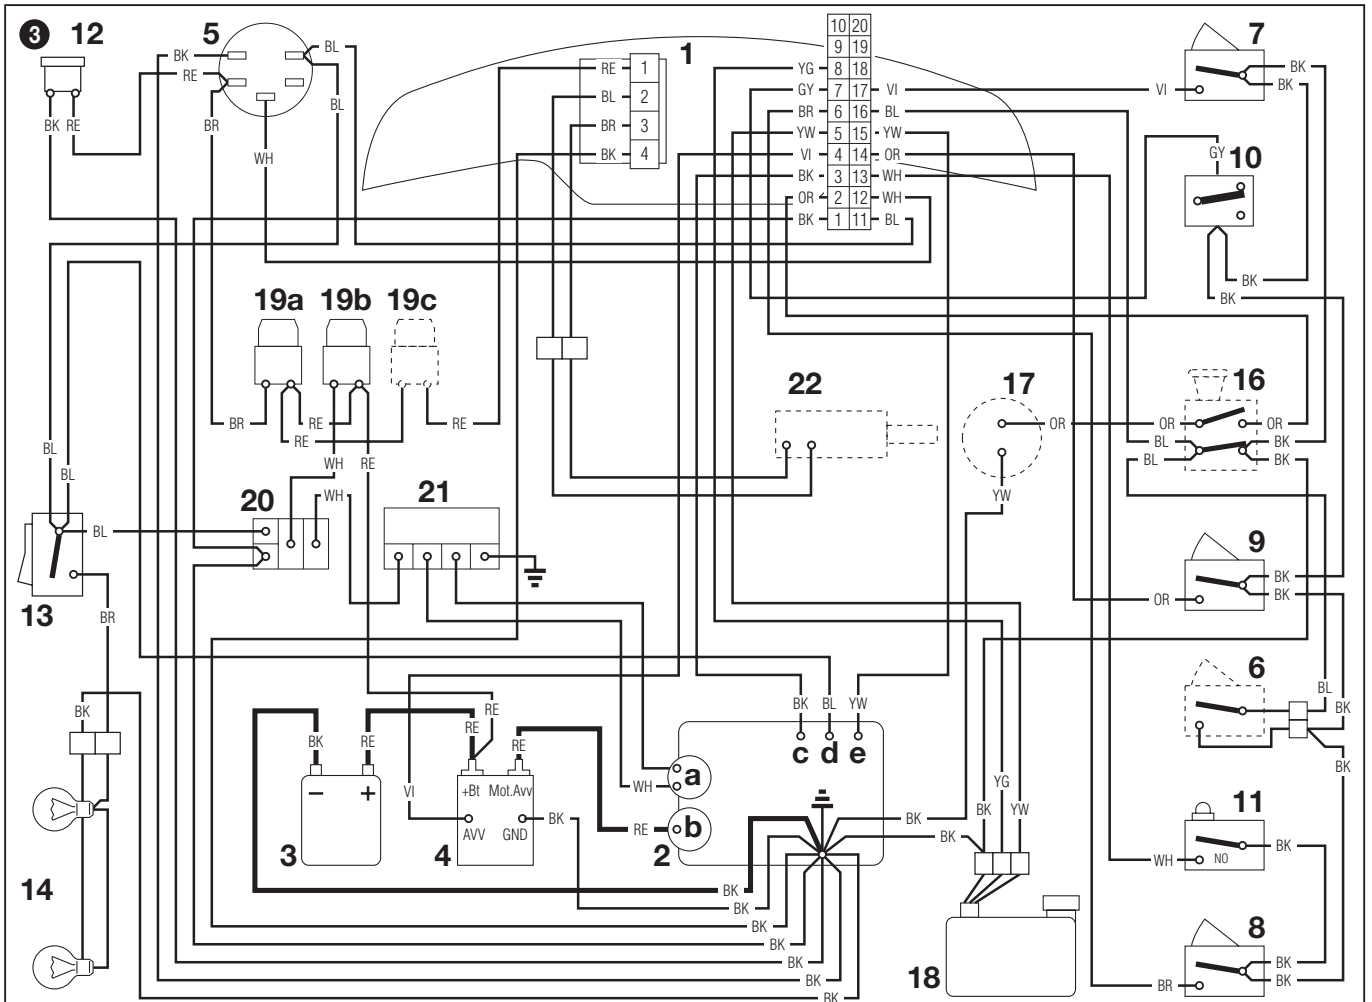 3 12 5 1 7
10 20
9 19
BK BL
RE
RE 1 YG 8 18 BK
BL 2 GY 7 17 VI VI BK
BL
BK RE BR BR 3 BR 6 16 BL
YW 5 15 YW
WH BK 4 VI 4 14 OR GY 10
BK 3 13 WH
OR 2 12 WH
BK 1 11 BL
BK
BK
19a 19b 19c
22 17 16
BR RE RE OR OR OR
RE BL BK
BL BL BK
BL WH RE
20 WH 21 YW
BL 9
13 BK
BK
BR OR
6
BK RE BK BL YW BL BK
BK RE RE RE c d e
BK
– + VI +Bt Mot.Avv WH a YG
BK YW 11
AVV GND BK RE b BK
3 4 2 BK WH NO BK
14 BK
BK
BK
BK 8
BK BK
BK 18 BR BK
BK